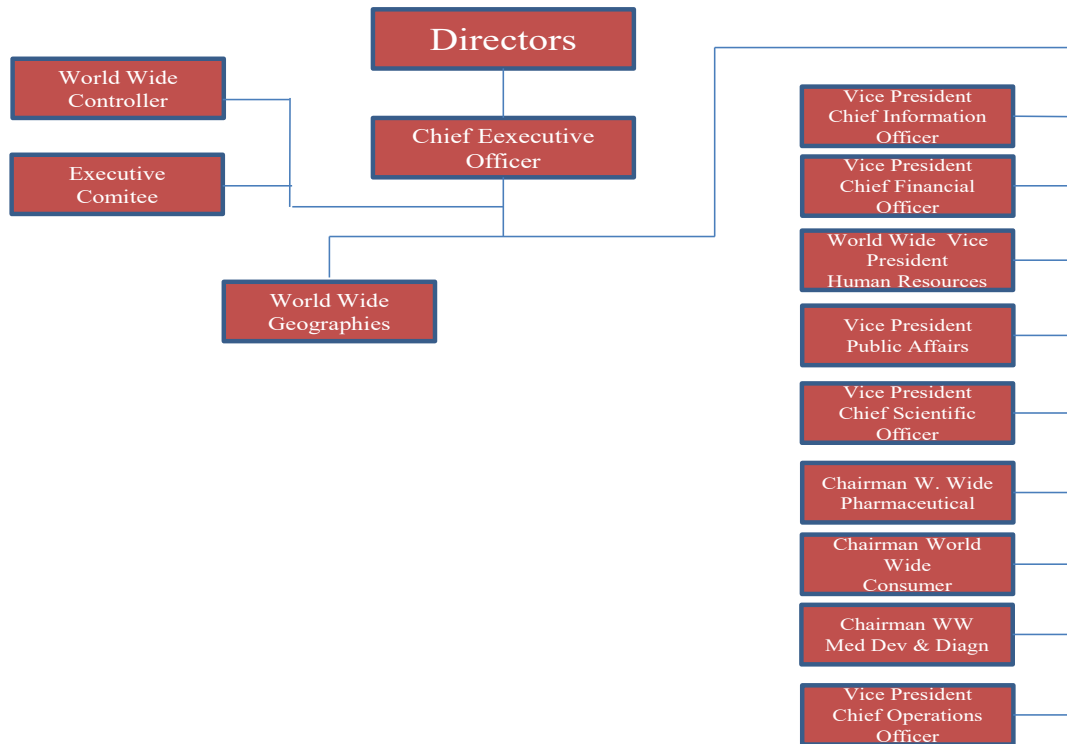 Directors
World Wide
Controller
Chief Eexecutive
Officer
Executive
Comitee
World Wide
Geographies
Vice President
Chief Information
Officer
Vice President
Chief Financial
Officer
World Wide  Vice
President
Human Resources
Vice President
Public Affairs
Vice President
Chief Scientific
Officer
Chairman W. Wide
Pharmaceutical
Chairman World
Wide
Consumer
Chairman WW
Med Dev & Diagn
Vice President
Chief Operations
Officer